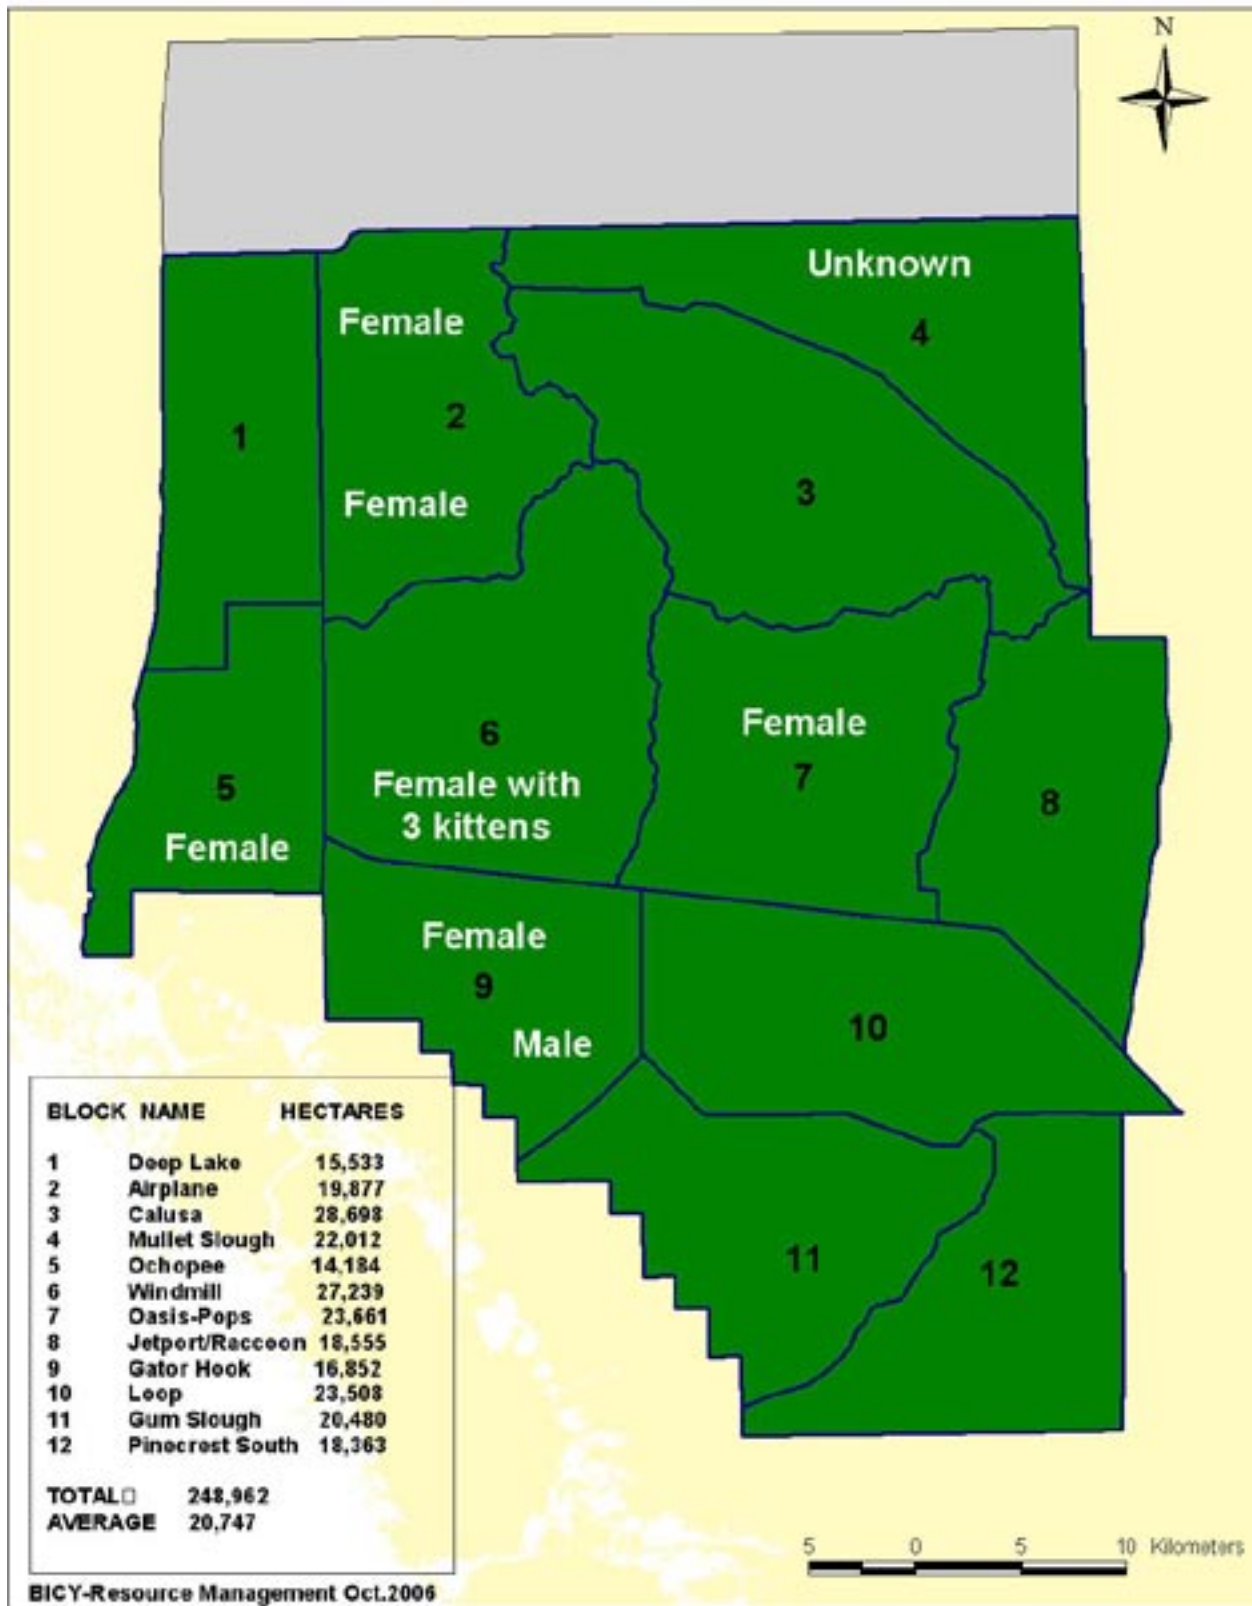 N
Unknown
4
Female
2
1
3
Female
6
Female
7
8
5
Female with
3 kittens
Female
Female
9
Male
10
11
12
BLOCK NAME HECTARES
1 Deep Lake 15,533
2 Airplane 19,877
3 Calusa 28,698
4 Mullet Slough 22,012
5 Ochopee 14,184
6 Windmill 27,239
7 Oasis-Pops 23,661
8 Jetport/Raccoon 18,555
9 Gator Hook 16,852
10 Loop 23,508
11 Gum Slough 20,480
12 Pinecrest South 18,363
TOTAL□ 248,962
AVERAGE 20,747
5 0 5 10 Kilometers
BICY-Resource Management Oct.2006